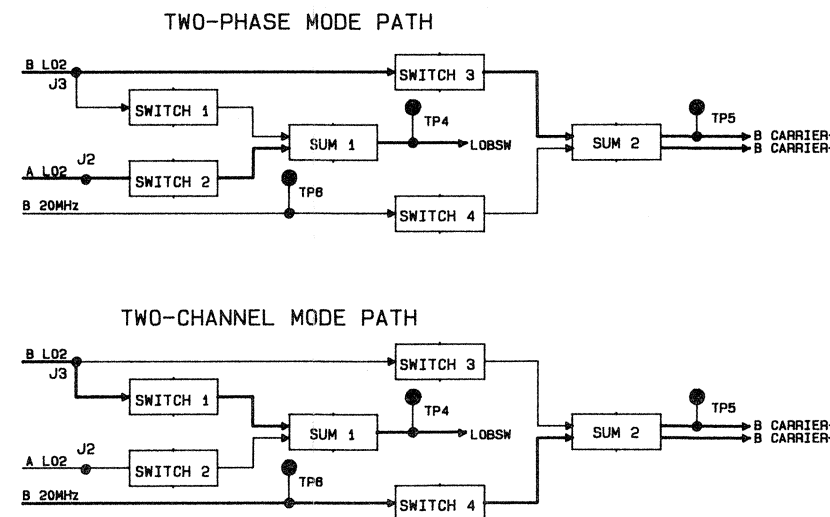 TWO-PHASE MODE PATH
B LO2
J3
SWITCH 3
SWITCH 1
TP4
TP5
SUM 1
LOBSW
SUM 2
B CARRIER+
B CARRIER-
J2
A LO2
SWITCH 2
TP6
B 20MHz
SWITCH 4
TWO-CHANNEL MODE PATH
B LO2
J3
SWITCH 3
SWITCH 1
TP4
TP5
SUM 1
LOBSW
SUM 2
B CARRIER+
B CARRIER-
J2
A LO2
SWITCH 2
TP6
B 20MHz
SWITCH 4